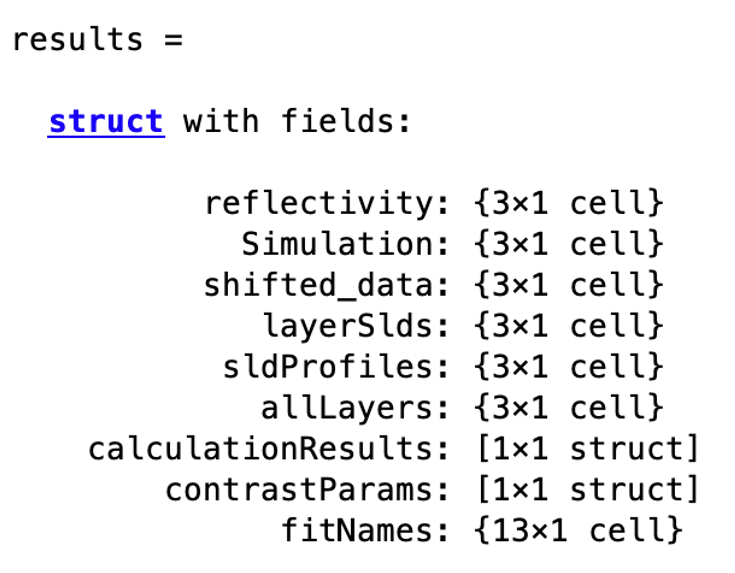 results =
struct with fields:
reflectivity: {3×1 cell}
Simulation: {3×1 cell}
shifted_data: {3×1 cell}
layerSlds: {3×1 cell}
sldProfiles: {3×1 cell}
allLayers: {3×1 cell}
calculationResults: [1×1 struct]
contrastParams: [1×1 struct]
fitNames: {13×1 cell}